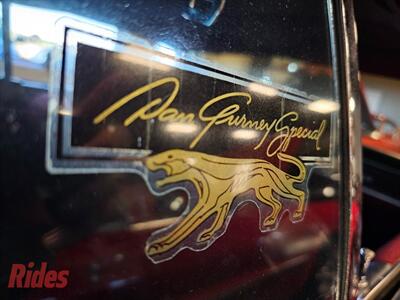 Dan Gurney Special
Rides